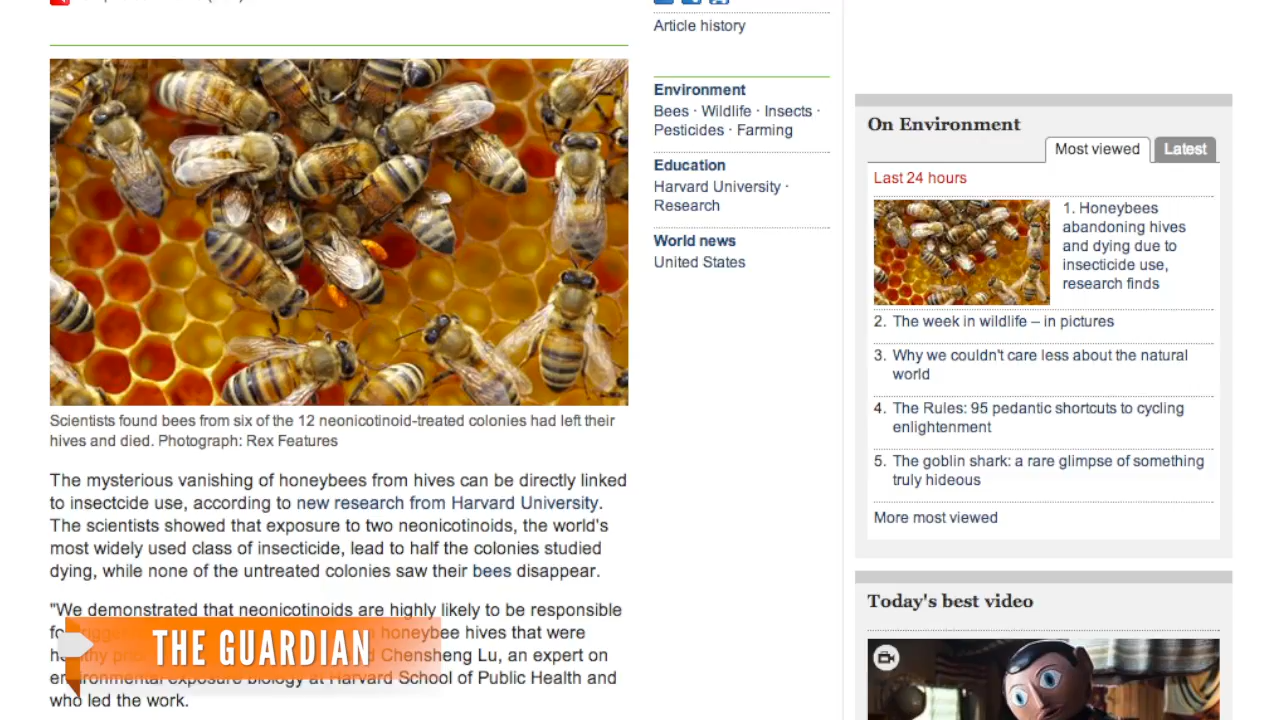 Article history
Environment
Bees · Wildlife · Insects ·
Pesticides · Farming
Education
Harvard University ·
Research
World news
United States
Scientists found bees from six of the 12 neonicotinoid-treated colonies had left their
hives and died. Photograph: Rex Features
The mysterious vanishing of honeybees from hives can be directly linked
to insectcide use, according to new research from Harvard University.
The scientists showed that exposure to two neonicotinoids, the world's
most widely used class of insecticide, lead to half the colonies studied
dying, while none of the untreated colonies saw their bees disappear.
"We demonstrated that neonicotinoids are highly likely to be responsible
honeybee hives that were
Chensheng Lu, an expert on
environmental exposure biology at Harvard School of Public Health and
who led the work.
THE GUARDIAN
On Environment
Most viewed Latest
Last 24 hours
1. Honeybees
abandoning hives
and dying due to
insecticide use,
research finds
2. The week in wildlife – in pictures
3. Why we couldn't care less about the natural
world
4. The Rules: 95 pedantic shortcuts to cycling
enlightenment
5. The goblin shark: a rare glimpse of something
truly hideous
More most viewed
Today's best video